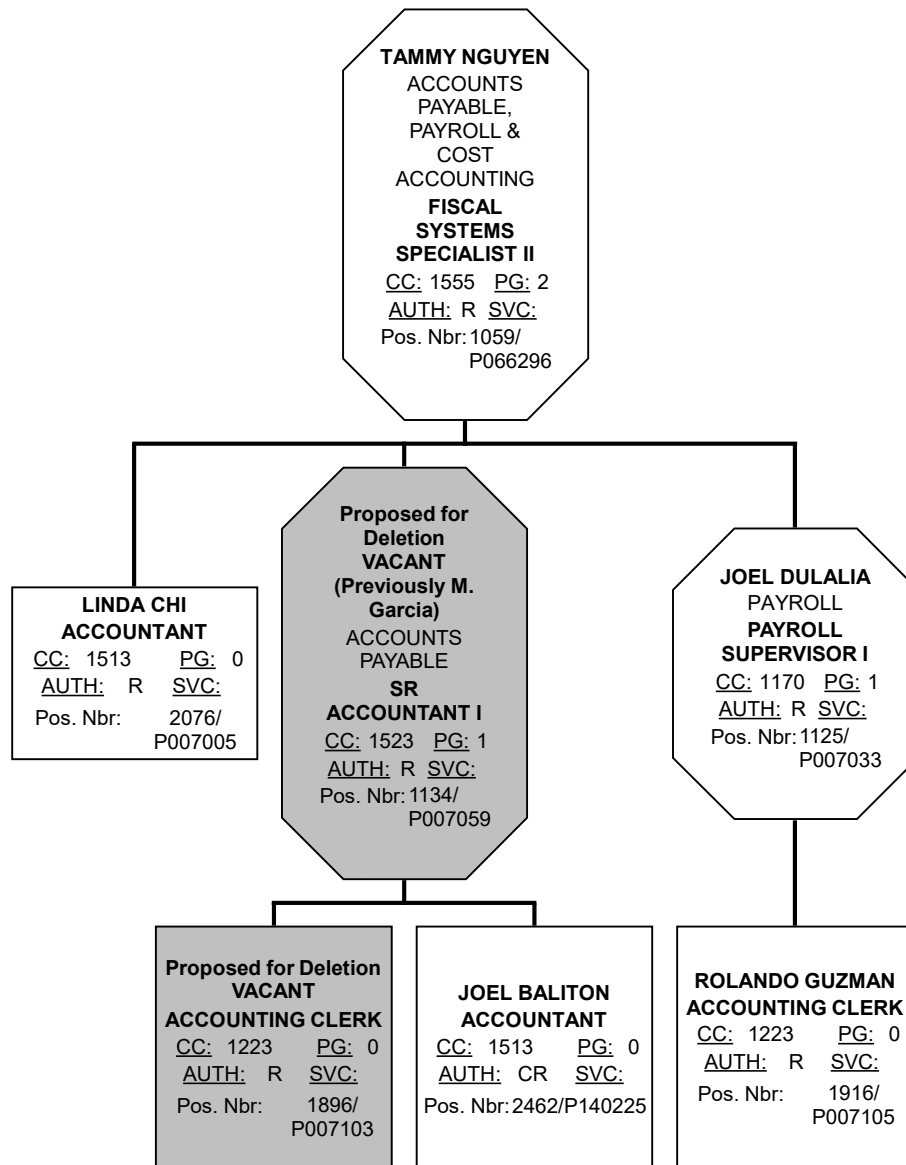 TAMMY NGUYEN
ACCOUNTS
PAYABLE,
PAYROLL &
COST
ACCOUNTING
FISCAL
SYSTEMS
SPECIALIST II
CC: 1555 PG: 2
AUTH: R SVC:
Pos. Nbr: 1059/
P066296
LINDA CHI
ACCOUNTANT
CC: 1513 PG: 0
AUTH: R SVC:
Pos. Nbr: 2076/
P007005
Proposed for
Deletion
VACANT
(Previously M.
Garcia)
ACCOUNTS
PAYABLE
SR
ACCOUNTANT I
CC: 1523 PG: 1
AUTH: R SVC:
Pos. Nbr: 1134/
P007059
JOEL DULALIA
PAYROLL
PAYROLL
SUPERVISOR I
CC: 1170 PG: 1
AUTH: R SVC:
Pos. Nbr: 1125/
P007033
Proposed for Deletion
VACANT
ACCOUNTING CLERK
CC: 1223 PG: 0
AUTH: R SVC:
Pos. Nbr: 1896/
P007103
JOEL BALITON
ACCOUNTANT
CC: 1513 PG: 0
AUTH: CR SVC:
Pos. Nbr: 2462/P140225
ROLANDO GUZMAN
ACCOUNTING CLERK
CC: 1223 PG: 0
AUTH: R SVC:
Pos. Nbr: 1916/
P007105